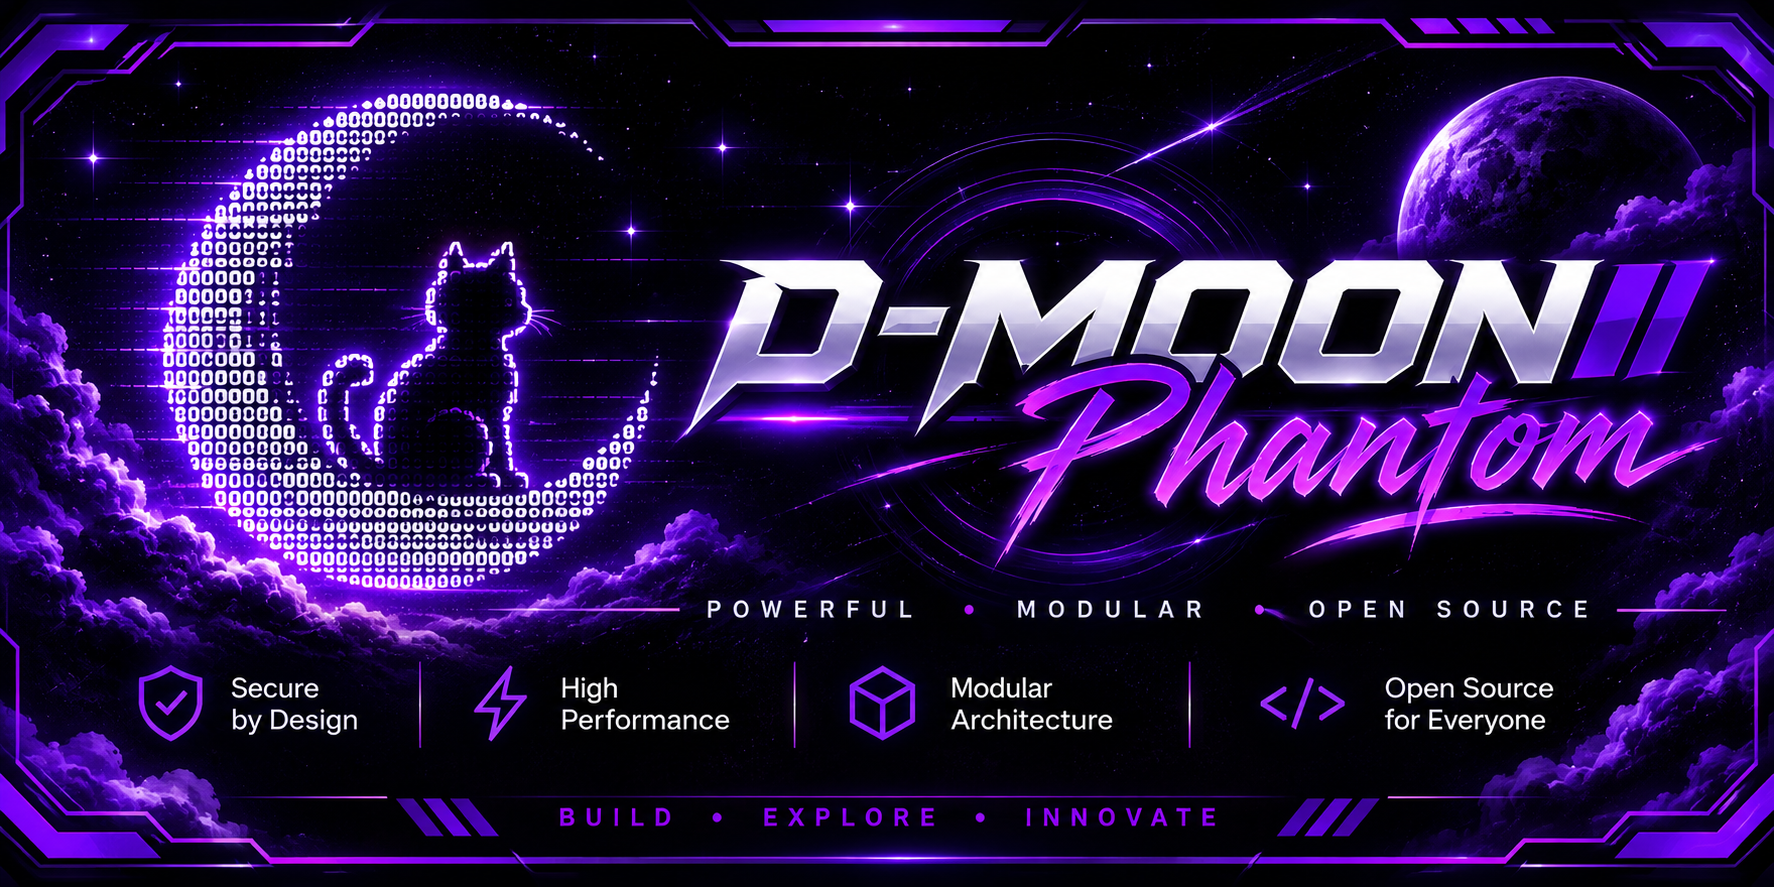 D-MOON II
Phantom
POWERFUL • MODULAR • OPEN SOURCE
Secure
by Design
High
Performance
Modular
Architecture
</>
Open Source
for Everyone
BUILD • EXPLORE • INNOVATE